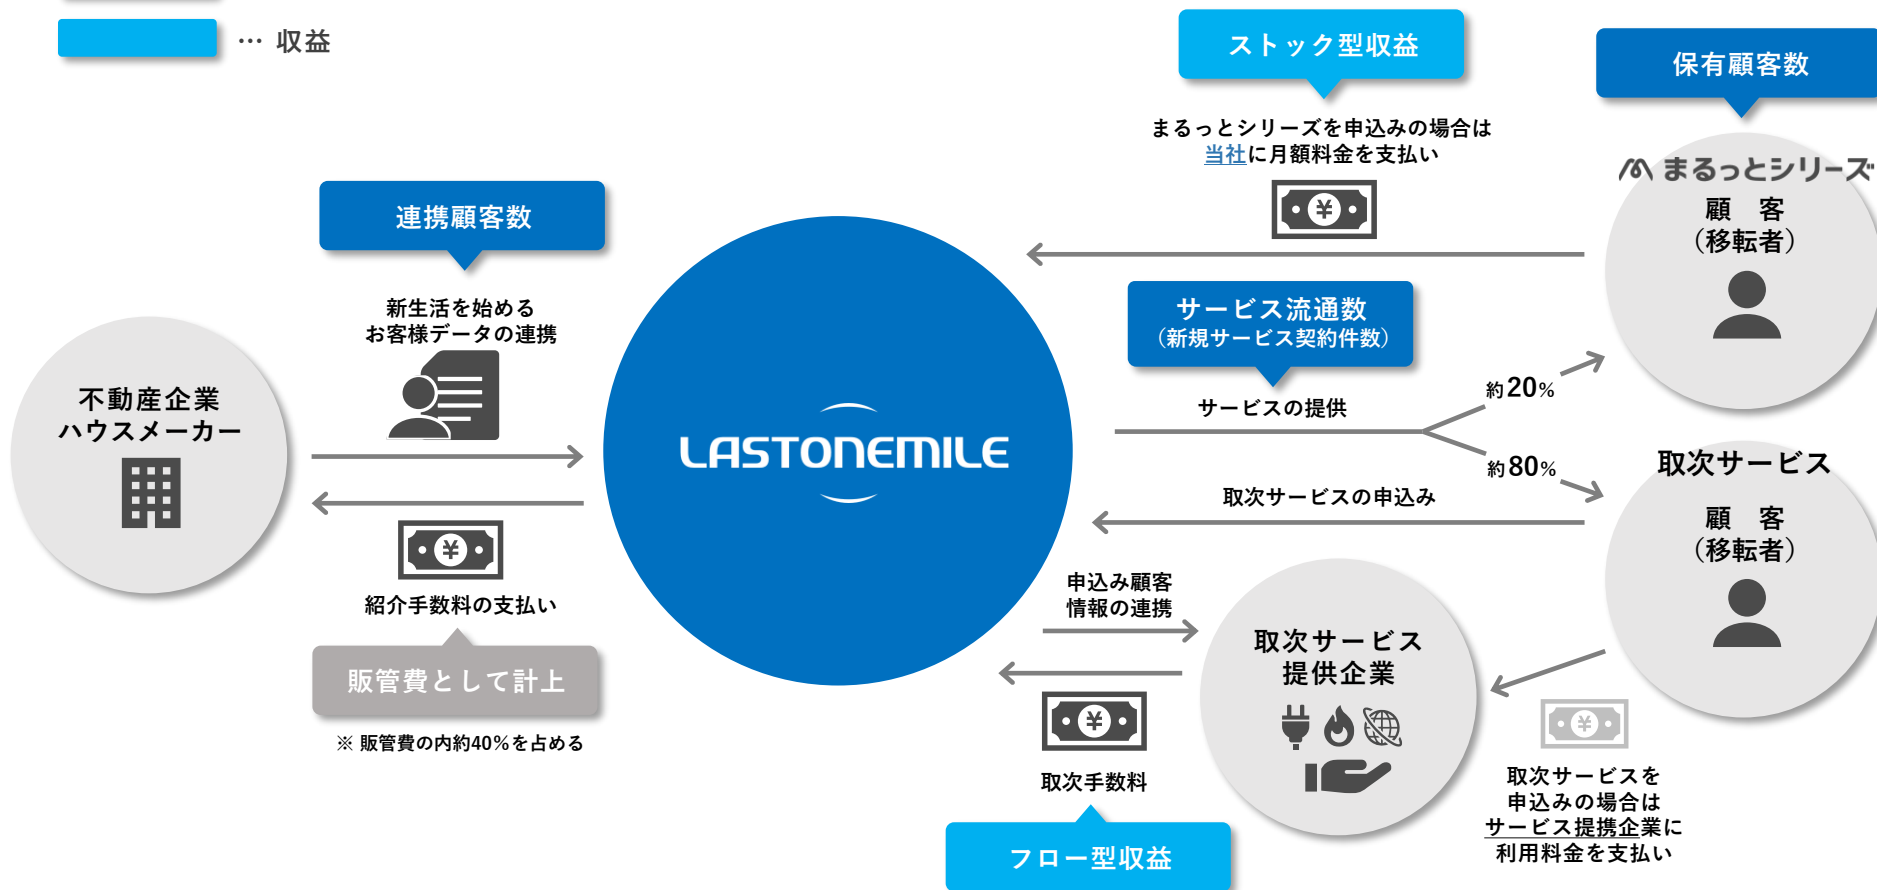 … 収益
ストック型収益
保有顧客数
まるっとシリーズを申込みの場合は
当社に月額料金を支払い
まるっとシリーズ
顧 客
（移転者）
連携顧客数
新生活を始める
お客様データの連携
サービス流通数
（新規サービス契約件数）
不動産企業
ハウスメーカー
LASTONEMILE
サービスの提供
約20%
約80%
取次サービス
顧 客
（移転者）
取次サービスの申込み
紹介手数料の支払い
販管費として計上
※ 販管費の内約40%を占める
申込み顧客
情報の連携
取次サービス
提供企業
取次手数料
フロー型収益
取次サービスを
申込みの場合は
サービス提携企業に
利用料金を支払い